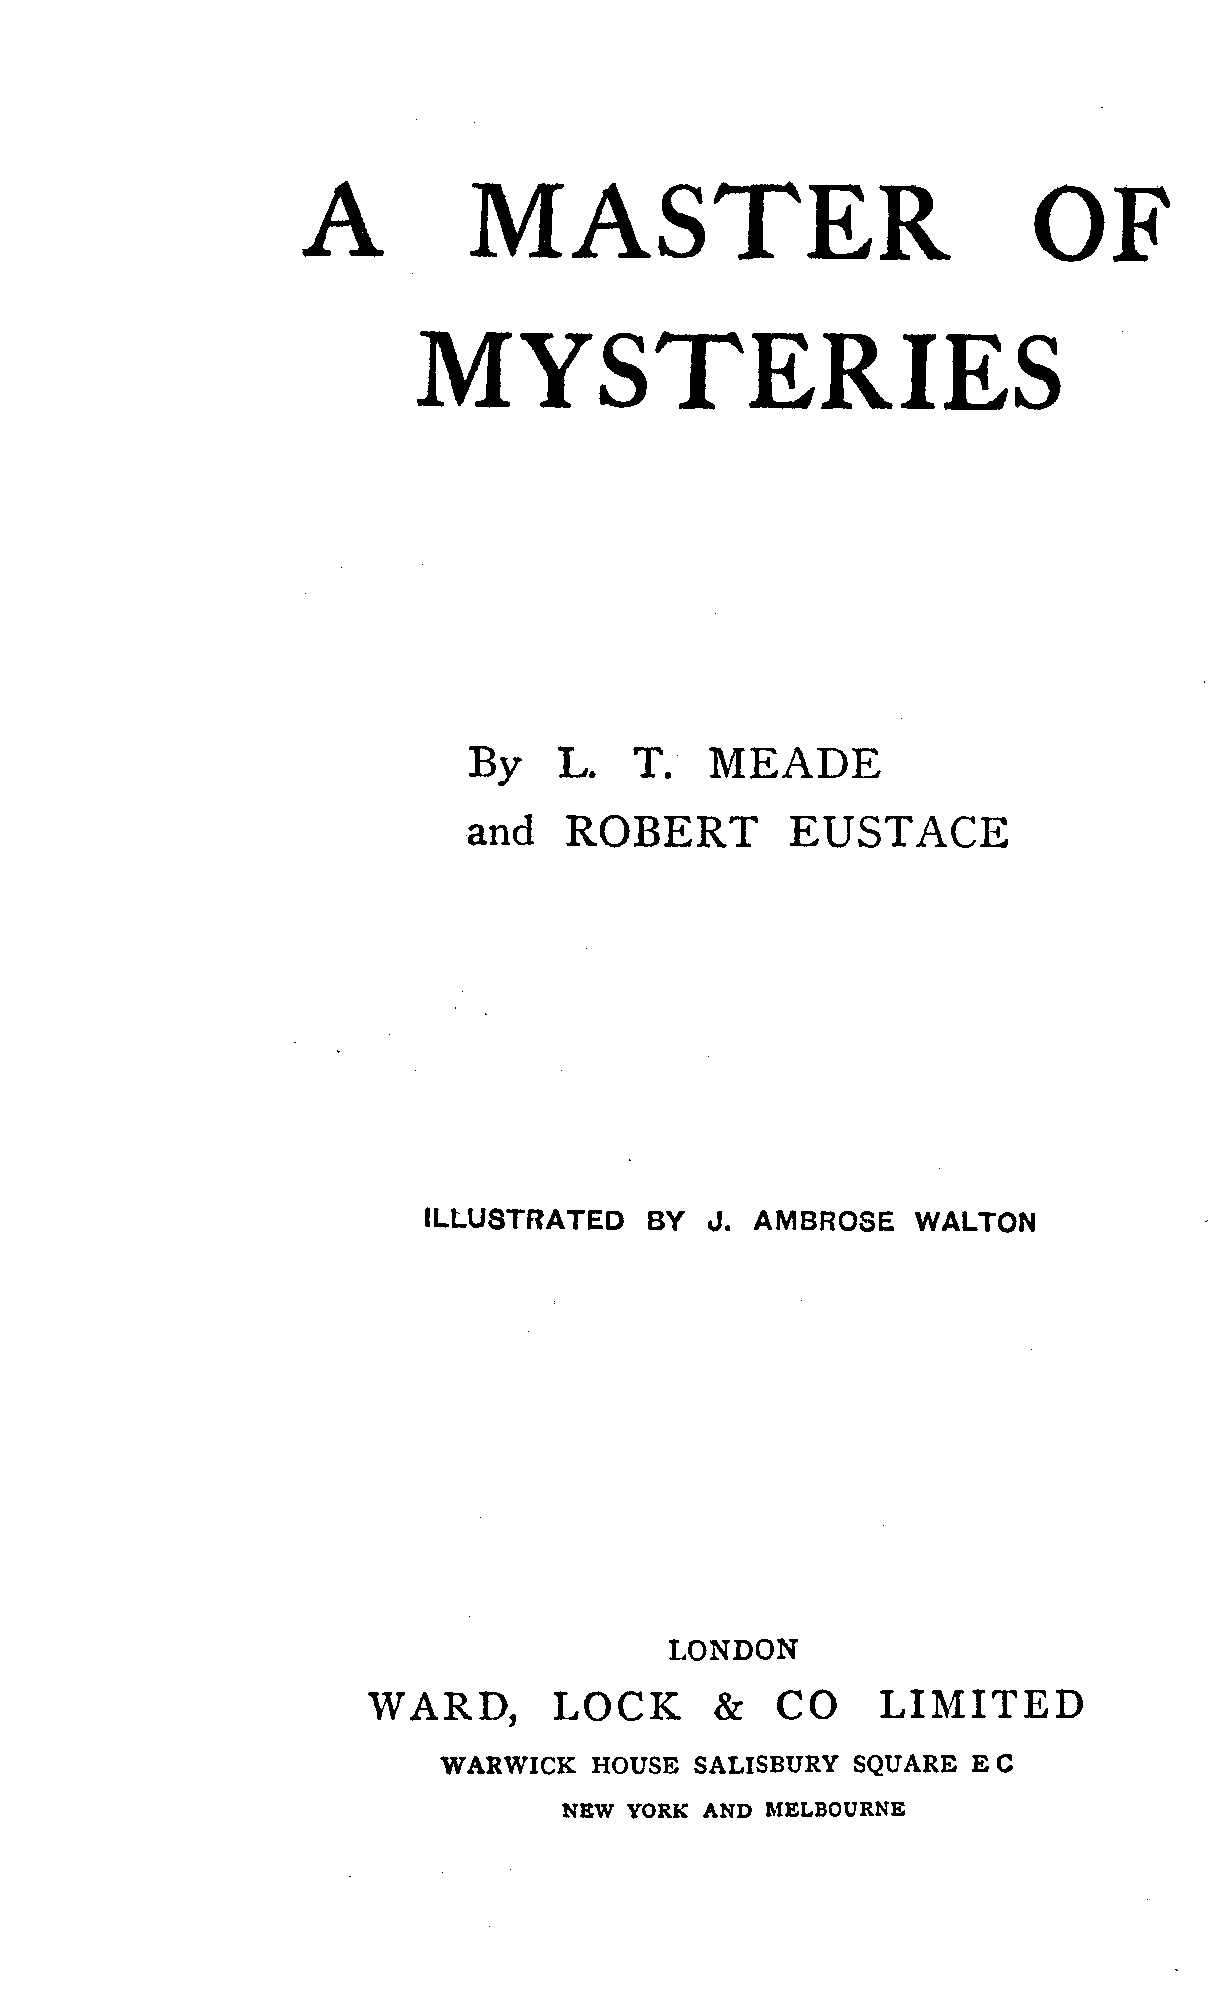 A MASTER OF
MYSTERIES
By L. T. MEADE
and ROBERT EUSTACE
ILLUSTRATED BY J. AMBROSE WALTON
LONDON
WARD, LOCK & CO LIMITED
WARWICK HOUSE SALISBURY SQUARE E C
NEW YORK AND MELBOURNE